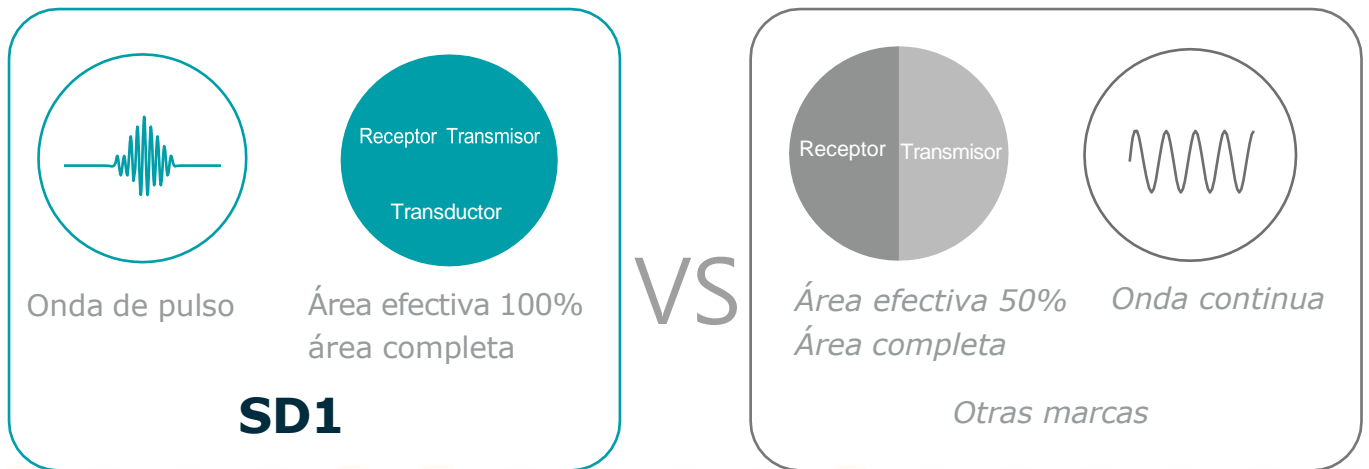 Receptor Transmisor
Transductor
Onda de pulso
Área efectiva 100%
área completa
SD1
VS
Receptor
Transmisor
Área efectiva 50%
Área completa
Onda continua
Otras marcas